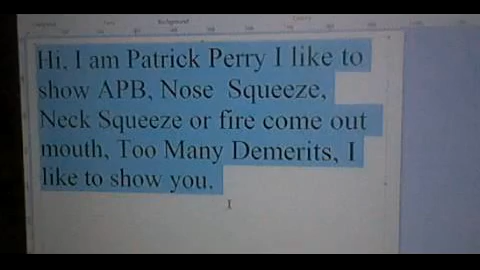 Background
Hi, I am Patrick Perry I like to
show APB, Nose Squeeze,
Neck Squeeze or fire come out
mouth, Too Many Demerits, I
like to show you.